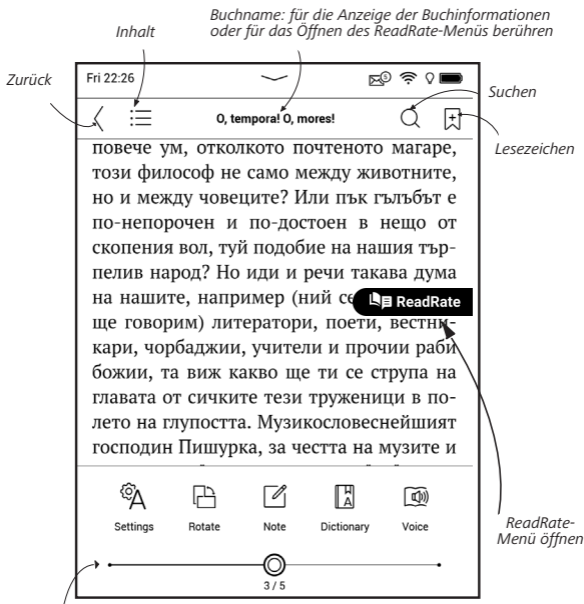 Buchname: für die Anzeige der Buchinformationen
oder für das Öffnen des ReadRate-Menüs berühren
Inhalt
Zurück
Suchen
Lesezeichen
Fri 22:26
5
O, tempora! O, mores!
повече ум, отколкото почтеното магаре,
този философ не само между животните,
но и между човеците? Или пък гълъбът е
по-непорочен и по-достоен в нещо от
скопения вол, туй подобие на нашия тър-
пелив народ? Но иди и речи такава дума
на нашите, например (ний се
ReadRate
ще говорим) литератори, поети, вестни-
кари, чорбаджии, учители и прочии раби
божии, та виж какво ще ти се струпа на
главата от сичките тези труженици в по-
лето на глупостта. Музикословеснейшият
господин Пишурка, за честта на музите и
Settings
Rotate
Note
Dictionary
Voice
ReadRate-
Menü öffnen
3 / 5